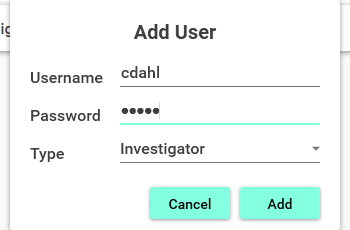 Add User
Username cdahl
Password •••••
Type Investigator
Cancel Add